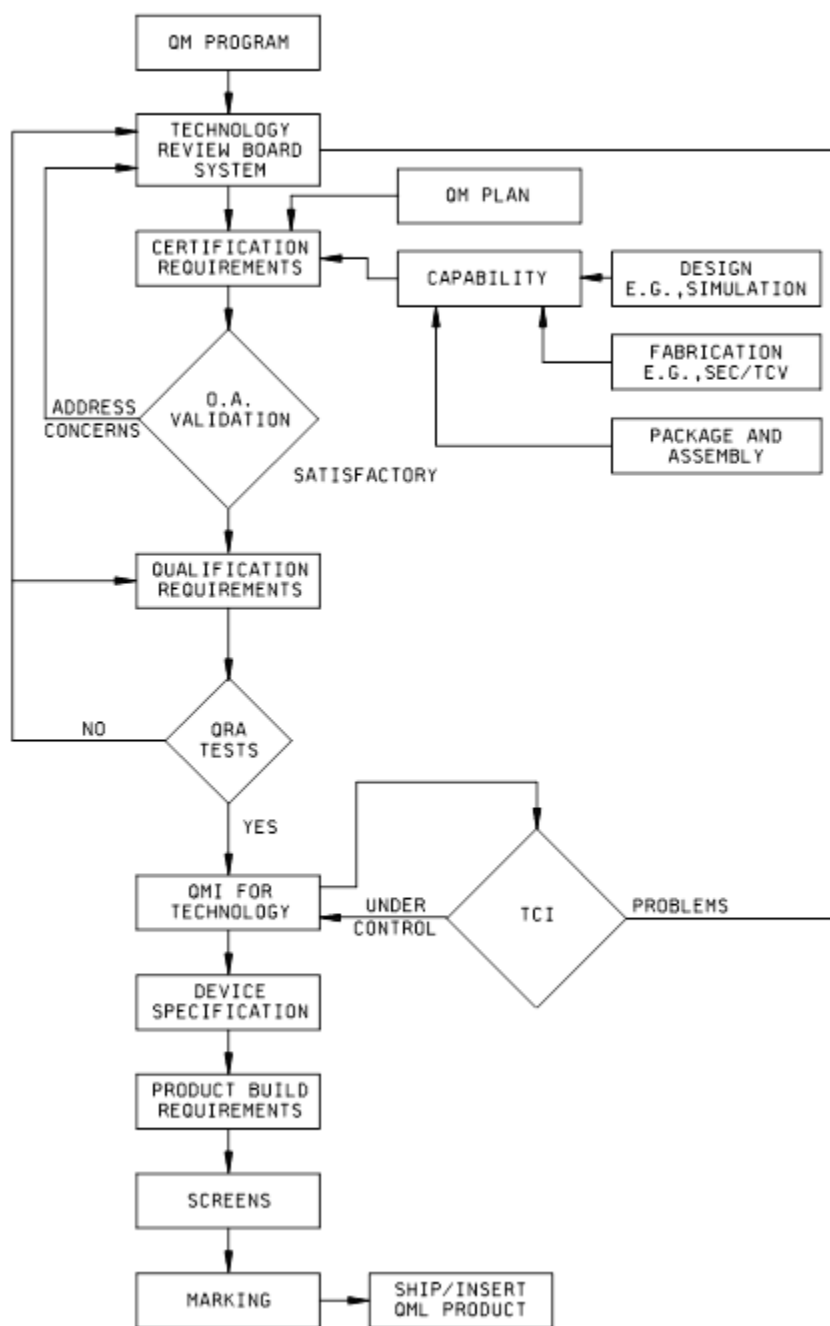 QM PROGRAM
TECHNOLOGY
REVIEW BOARD
SYSTEM
QM PLAN
CERTIFICATION
REQUIREMENTS
CAPABILITY
DESIGN
E.G.,SIMULATION
FABRICATION
E.G.,SEC/TCV
PACKAGE AND
ASSEMBLY
ADDRESS
CONCERNS
Q.A.
VALIDATION
SATISFACTORY
QUALIFICATION
REQUIREMENTS
NO
QRA
TESTS
YES
QMI FOR
TECHNOLOGY
UNDER
CONTROL
TCI
PROBLEMS
DEVICE
SPECIFICATION
PRODUCT BUILD
REQUIREMENTS
SCREENS
MARKING
SHIP/INSERT
QML PRODUCT